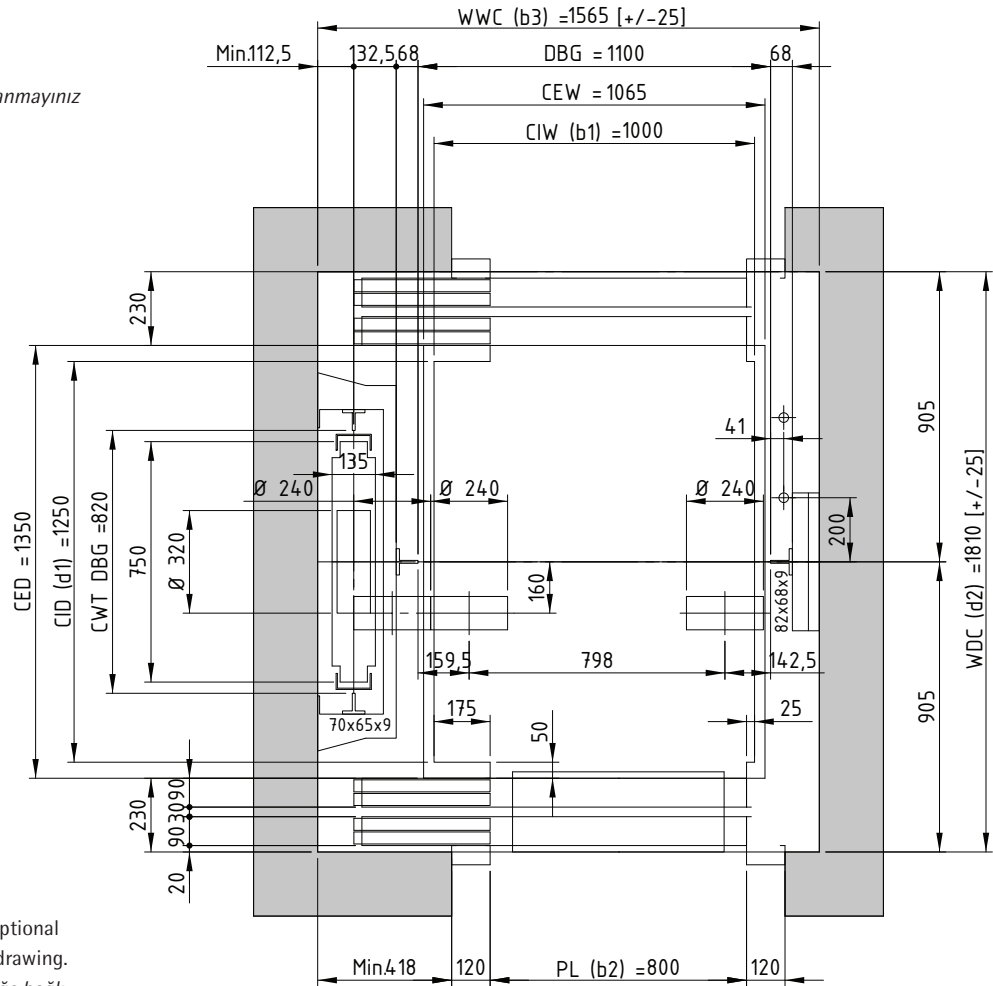 WWC (b3) =1565 [+/-25]
Min.112,5 132,5 68 DBG =1100 68
anmayınız
CEW =1065
CIW (b1) =1000
230
905
41
135
Ø 240 Ø 240 Ø 240
CED =1350
CID (d1) =1250
CWT DBG =820
750
Ø 320
200
160
82x68x9
WDC (d2) =1810 [+/-25]
159,5 798 142,5
175 50 25
70x65x9
905
230
90
30
90
20
ptional
drawing.
Min.418 120 PL (b2) =800 120